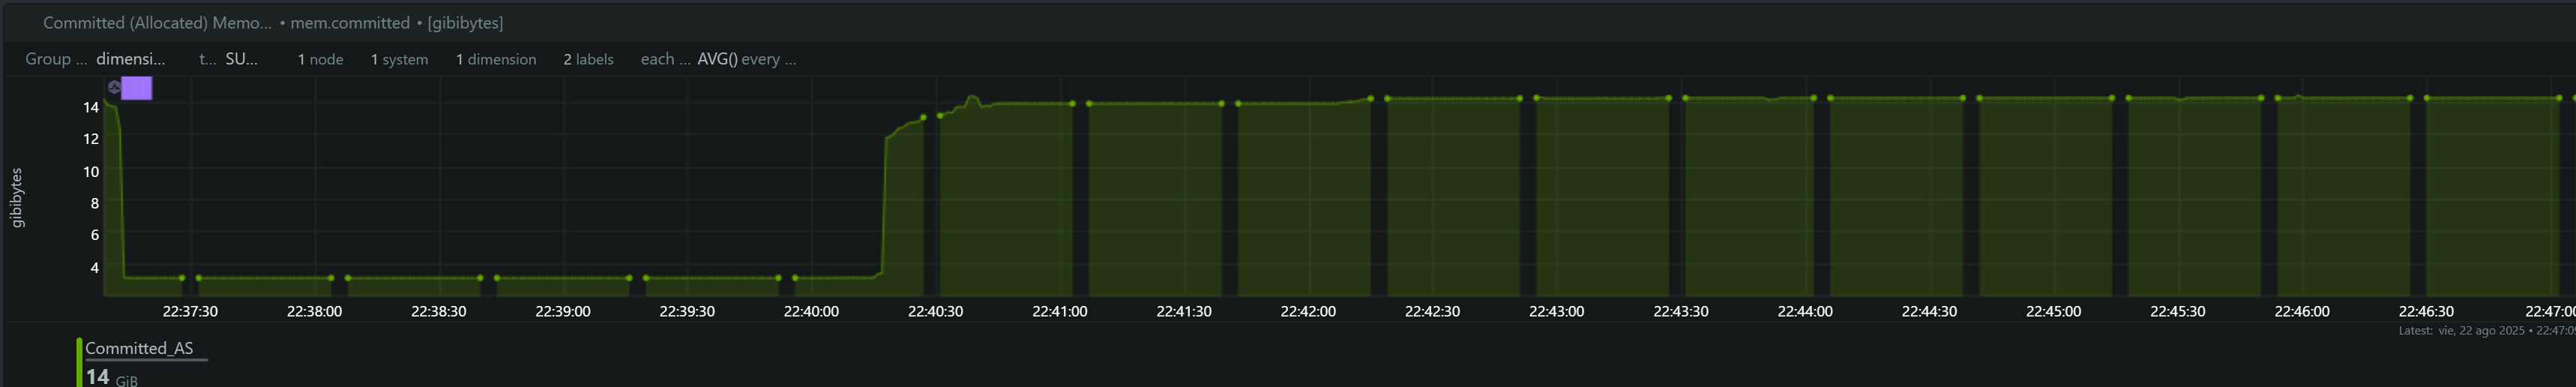 Committed (Allocated) Memo... • mem.committed • [gibibytes]
Group ... dimensi... t... SU... 1 node 1 system 1 dimension 2 labels each ... AVG() every ...
gibibytes
14
12
10
8
6
4
22:37:30 22:38:00 22:38:30 22:39:00 22:39:30 22:40:00 22:40:30 22:41:00 22:41:30 22:42:00 22:42:30 22:43:00 22:43:30 22:44:00 22:44:30 22:45:00 22:45:30 22:46:00 22:46:30 22:47:00
Latest: vie, 22 ago 2025 • 22:47:09
Committed_AS
14 GiB